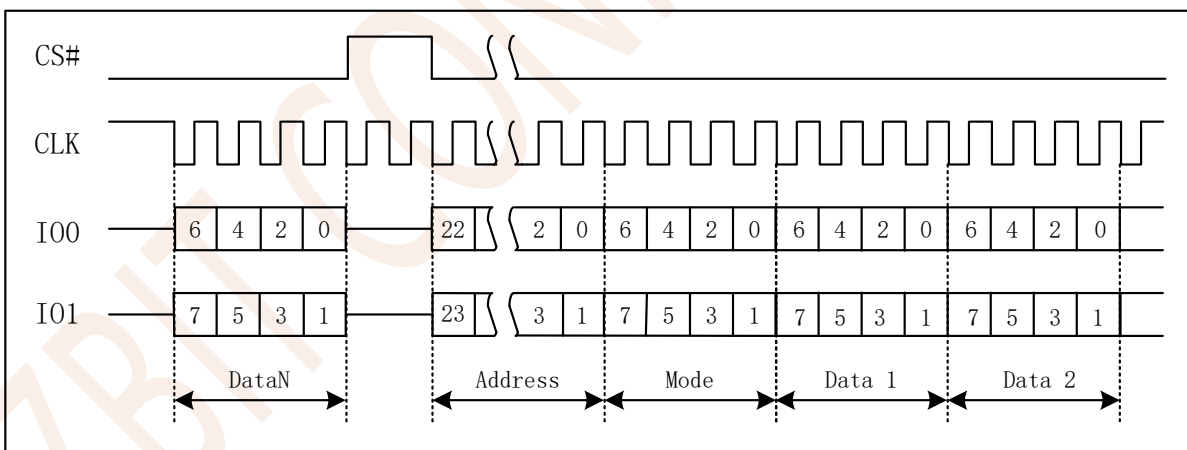 CS#
CLK
IO0 6 4 2 0 22 2 0 6 4 2 0 6 4 2 0 6 4 2 0
IO1 7 5 3 1 23 3 1 7 5 3 1 7 5 3 1 7 5 3 1
DataN Address Mode Data 1 Data 2